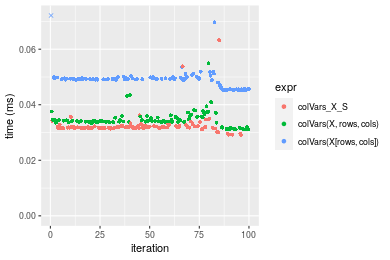 time (ms)
0.06
0.04
0.02
0.00
0
25
50
75
100
iteration
expr
colVars_X_S
colVars(X, rows, cols)
colVars(X[rows, cols])